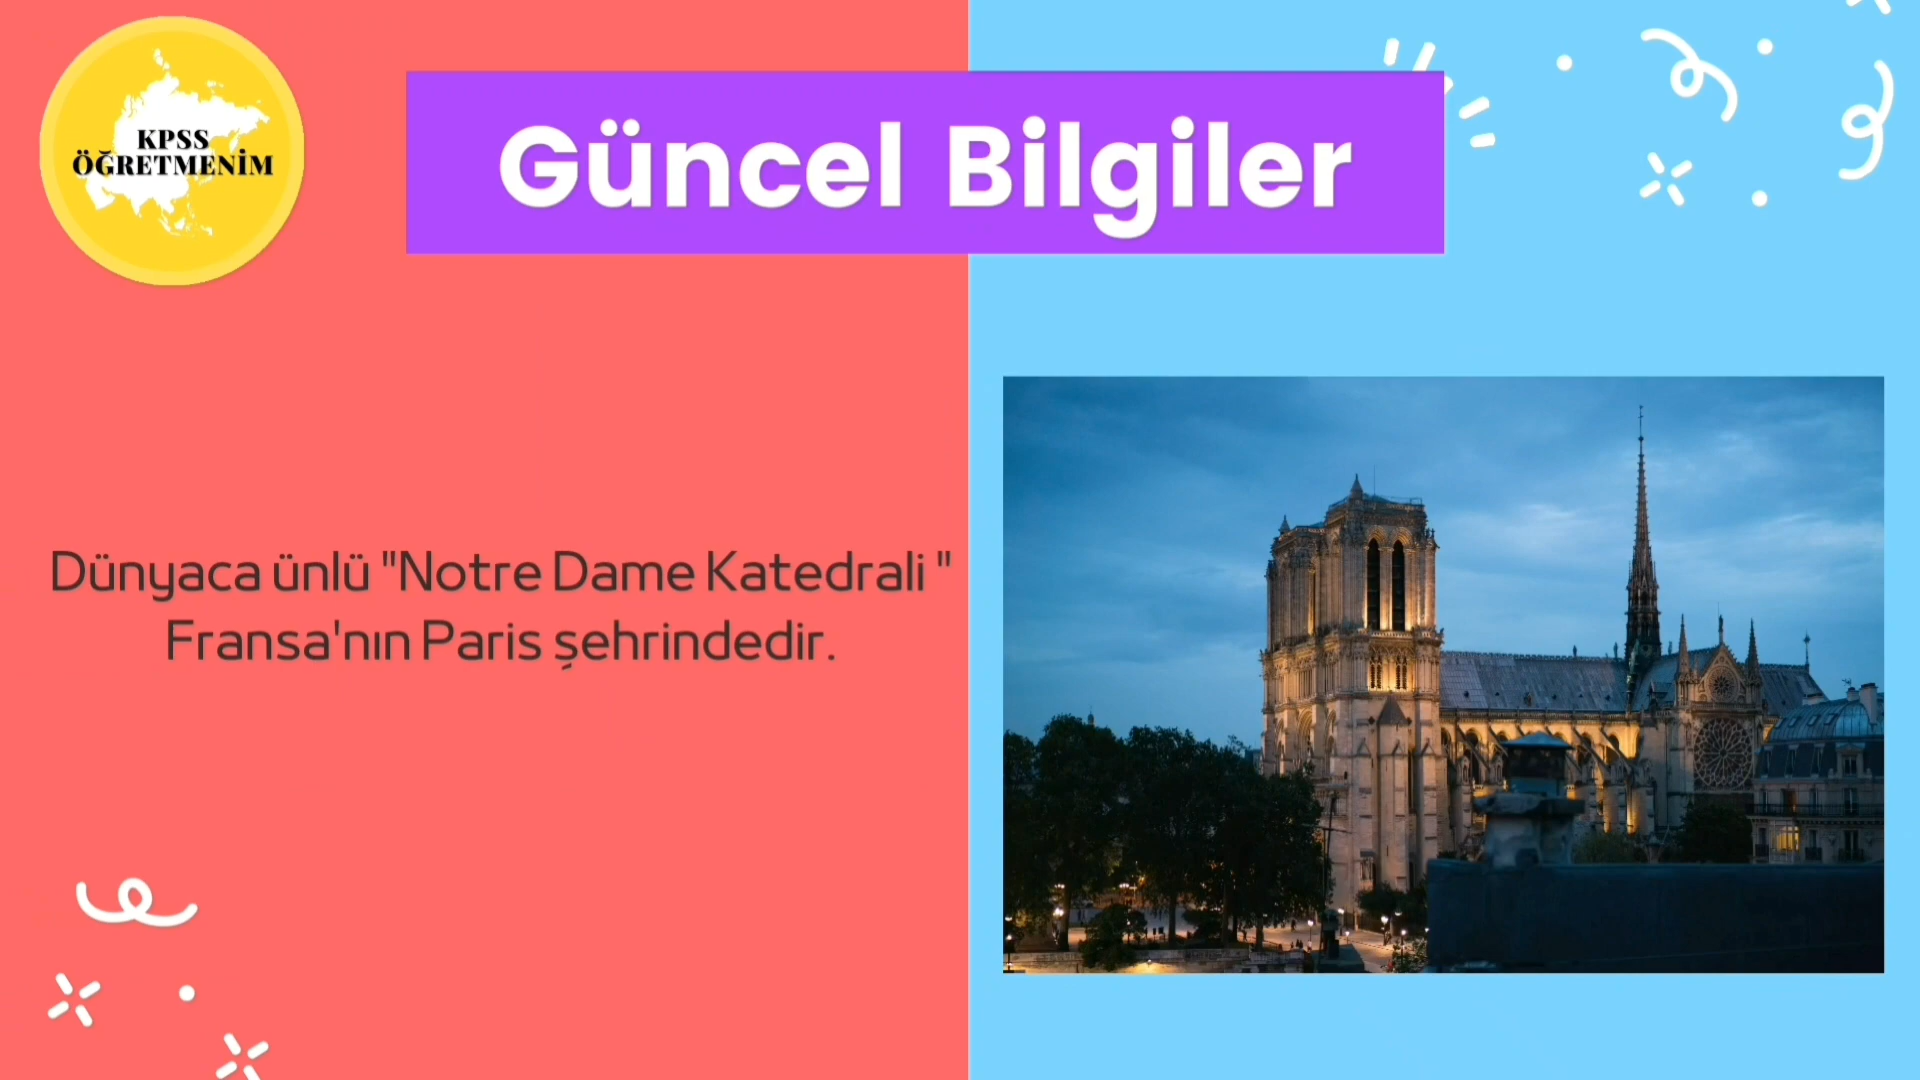 KPSS
ÖĞRETMENİM
Güncel Bilgiler
Dünyaca ünlü "Notre Dame Katedrali "
Fransa'nın Paris şehrindedir.